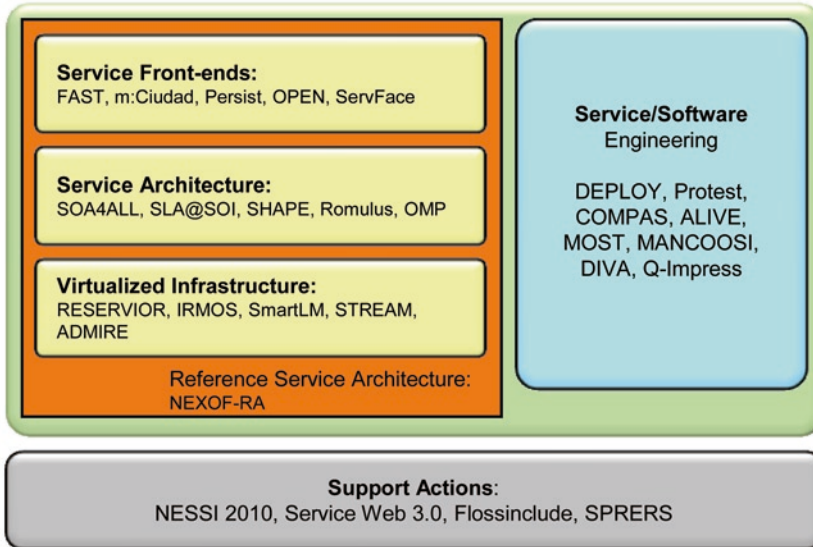 Service Front-ends:
FAST, m:Ciudad, Persist, OPEN, ServFace
Service Architecture:
SOA4ALL, SLA@SOI, SHAPE, Romulus, OMP
Virtualized Infrastructure:
RESERVIOR, IRMOS, SmartLM, STREAM,
ADMIRE
Reference Service Architecture:
NEXOF-RA
Service/Software
Engineering
DEPLOY, Protest,
COMPAS, ALIVE,
MOST, MANCOOSI,
DIVA, Q-Impress
Support Actions:
NESSI 2010, Service Web 3.0, Flossinclude, SPRERS